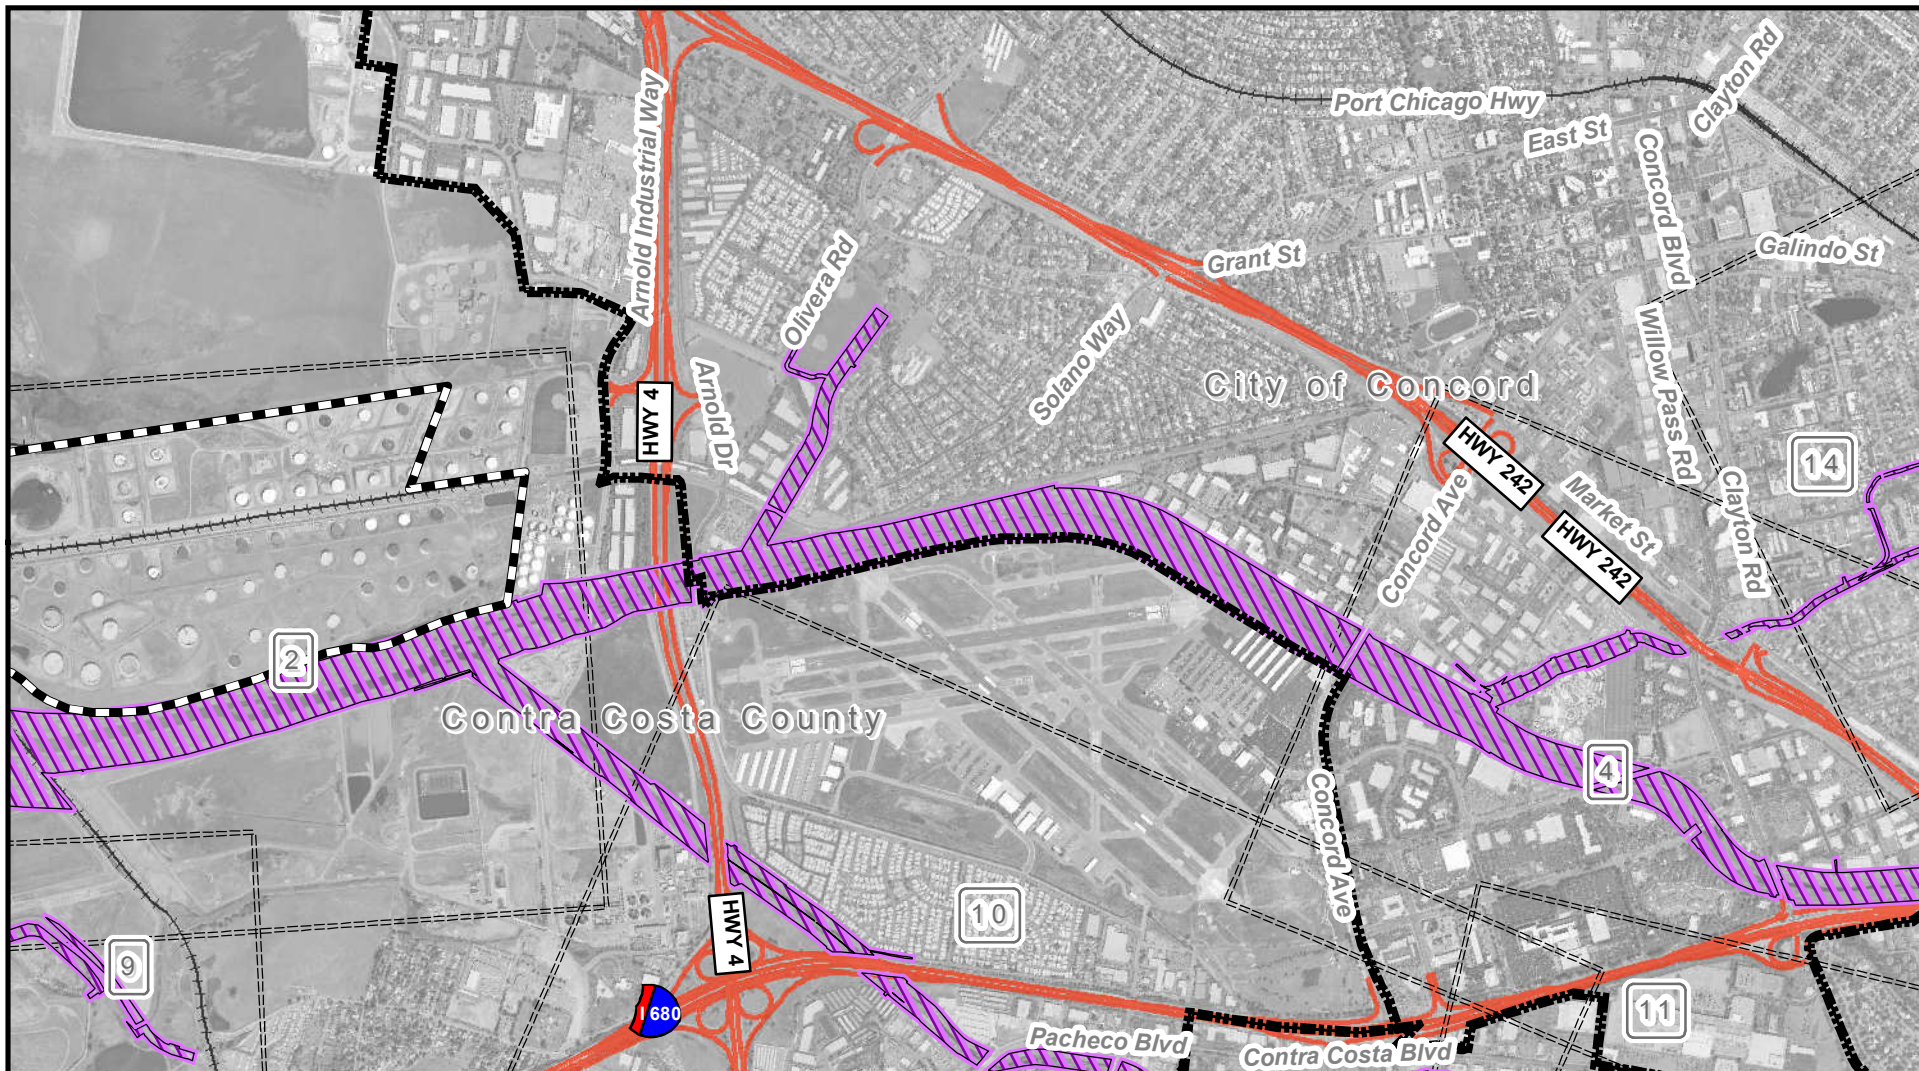 Clayton Rd
Port Chicago Hwy
East St
Arnold Industrial Way
Concord Blvd
Grant St
Galindo St
Olivera Rd
Solano Way
Willow Pass Rd
City of Concord
Arnold Dr
HWY 4
HWY 242
14
Market St
Concord Ave
Clayton Rd
HWY 242
2
Contra Costa County
4
Concord Ave
10
HWY 4
9
I 680
11
Pacheco Blvd
Contra Costa Blvd